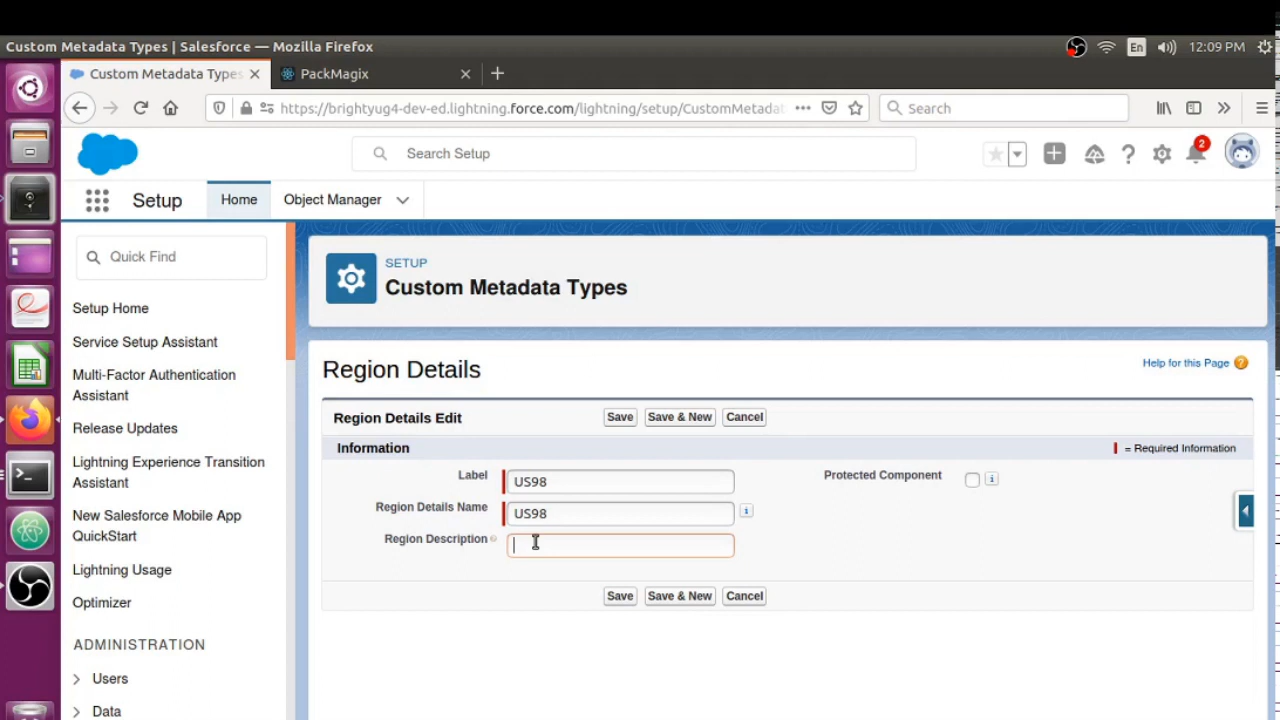 Custom Metadata Types | Salesforce — Mozilla Firefox
En
12:09 PM
Custom Metadata Types
PackMagix
https://brightyug4-dev-ed.lightning.force.com/lightning/setup/CustomMetadat
Search
Search Setup
2
Setup
Home
Object Manager
Quick Find
Setup Home
Service Setup Assistant
Multi-Factor Authentication
Assistant
Release Updates
Lightning Experience Transition
Assistant
New Salesforce Mobile App
QuickStart
Lightning Usage
Optimizer
ADMINISTRATION
Users
Data
SETUP
Custom Metadata Types
Region Details
Help for this Page
Region Details Edit
Save
Save & New
Cancel
Information
= Required Information
Label
US98
Protected Component
Region Details Name
US98
Region Description
Save
Save & New
Cancel